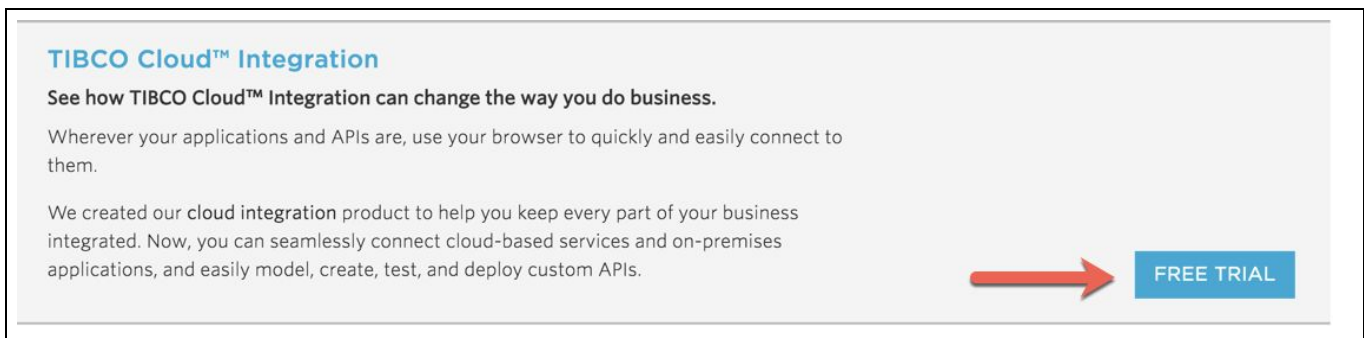 TIBCO Cloud™ Integration
See how TIBCO Cloud™ Integration can change the way you do business.
Wherever your applications and APIs are, use your browser to quickly and easily connect to
them.
We created our cloud integration product to help you keep every part of your business
integrated. Now, you can seamlessly connect cloud-based services and on-premises
applications, and easily model, create, test, and deploy custom APIs.
FREE TRIAL